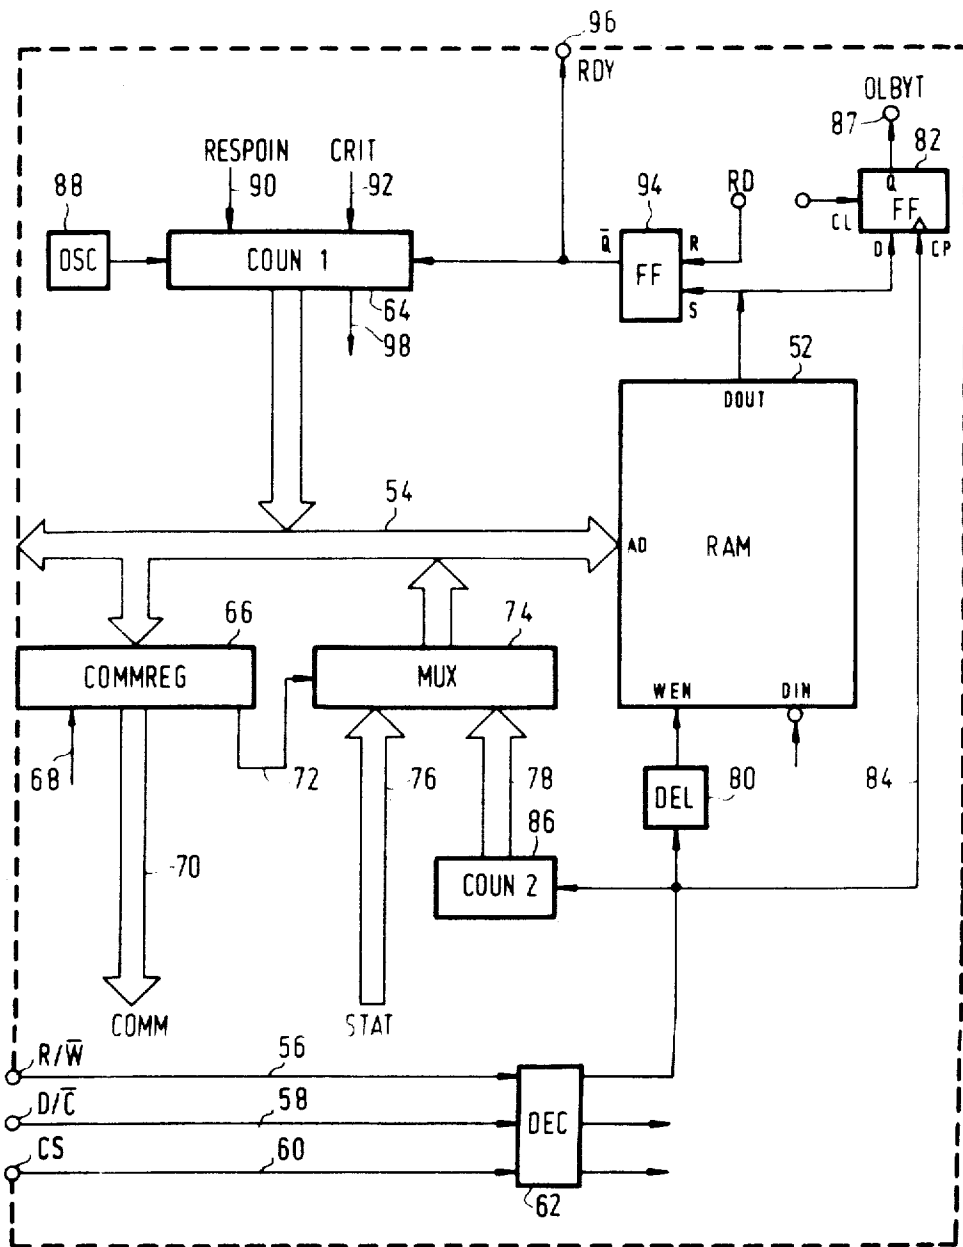 96
RDY
OLBYT
87
82
Q
FF
CL
D
CP
RESPOIN
CRIT
90
92
88
OSC
COUN 1
64
98
94
RD
Q̅
R
FF
S
52
DOUT
54
AD
RAM
66
COMMREG
74
MUX
WEN
DIN
68
72
76
78
DEL
80
84
86
COUN 2
70
COMM
STAT
R/W̅
56
D/C̅
58
DEC
CS
60
62